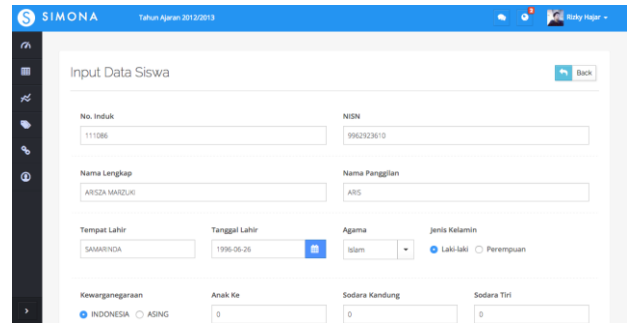 S SIMONA Tahun Ajaran 2012/2013 Rizky Hajar
Input Data Siswa Back
No. Induk NISN
111086 9962923610
Nama Lengkap Nama Panggilan
ARISZA MARZUKI ARIS
Tempat Lahir Tanggal Lahir Agama Jenis Kelamin
SAMARINDA 1996-06-26 Islam Laki-laki Perempuan
Kewarganegaraan Anak Ke Sodara Kandung Sodara Tiri
INDONESIA ASING 0 0 0